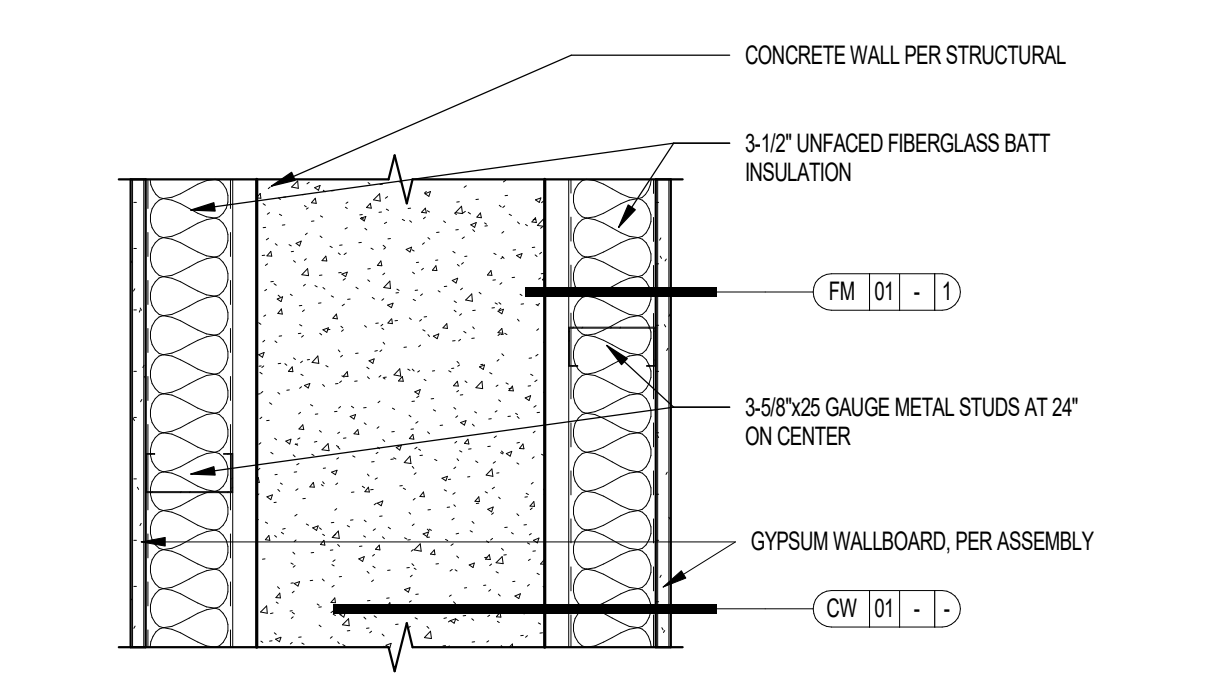 CONCRETE WALL PER STRUCTURAL
3-1/2" UNFACED FIBERGLASS BATT
INSULATION
FM 01 - 1
3-5/8"x25 GAUGE METAL STUDS AT 24"
ON CENTER
GYPSUM WALLBOARD, PER ASSEMBLY
CW 01 - -